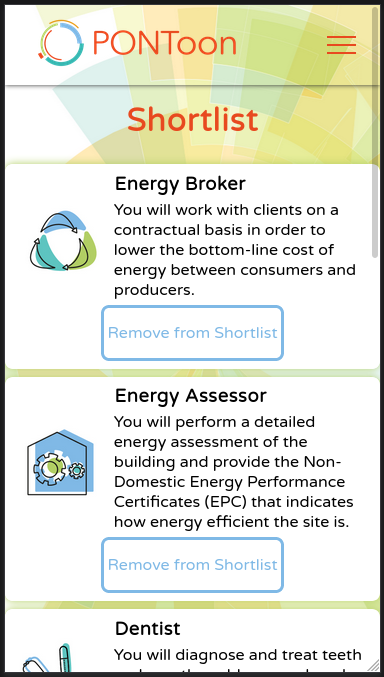 PONToon
Shortlist
Energy Broker
You will work with clients on a
contractual basis in order to
lower the bottom-line cost of
energy between consumers and
producers.
Remove from Shortlist
Energy Assessor
You will perform a detailed
energy assessment of the
building and provide the Non-
Domestic Energy Performance
Certificates (EPC) that indicates
how energy efficient the site is.
Remove from Shortlist
Dentist
You will diagnose and treat teeth